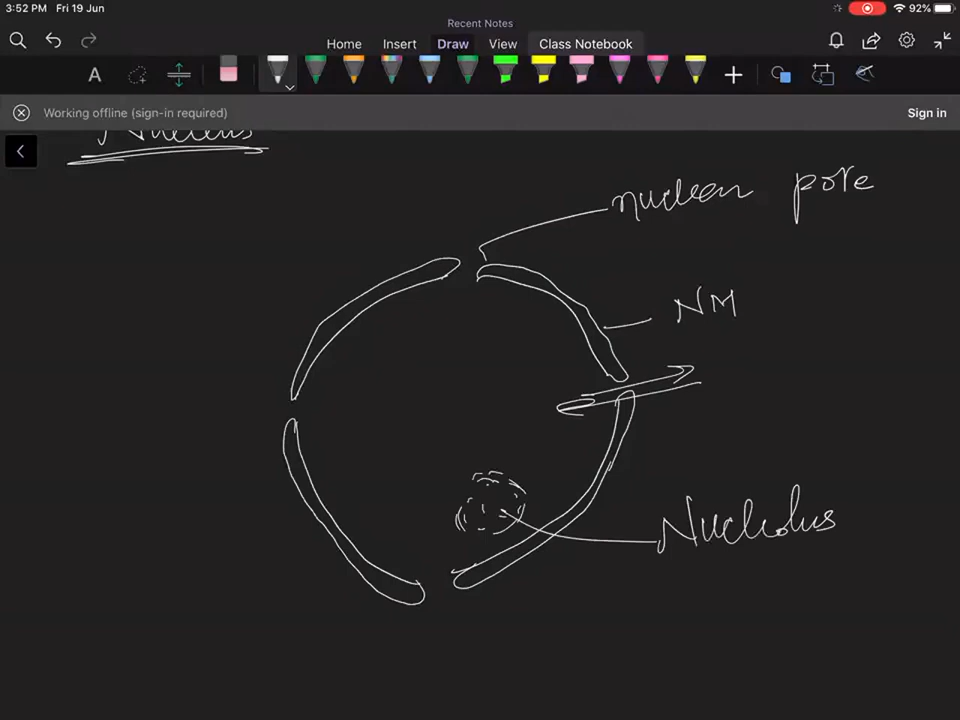 3:52 PM Fri 19 Jun
92%
Recent Notes
Home Insert Draw View Class Notebook
A
Working offline (sign-in required)
Sign in
Nucleus
nuclear pore
NM
Nucleolus